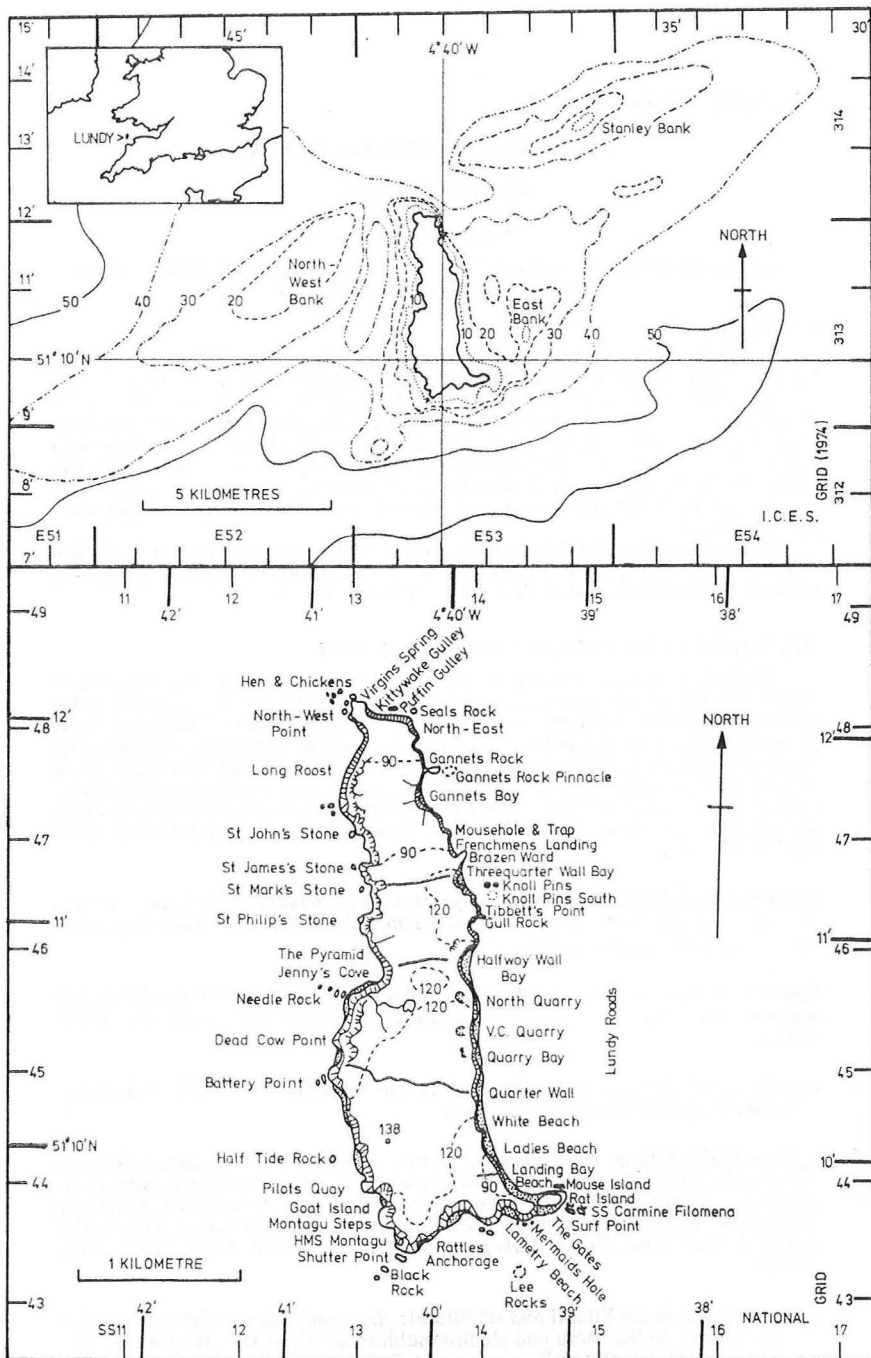 15' 45' 4° 40' W 35' 30'
14'
13'
12'
11'
51° 10' N
9
8'
7'
LUNDY >
314
Stanley Bank
North-
West
Bank
NORTH
50 40 30 20
10
East
Bank
10 20 30 40 50
313
5 KILOMETRES
GRID (1974)
312
I.C.E.S.
E51 E52 E53 E54
11 42' 12 41' 13 4° 40' W 14 15 39' 16 38' 17
49 49
Hen & Chickens
Virgins Spring
Kittywake Gulley
Puffin Gulley
12'
North-West
Point
Seals Rock
North-East
NORTH
48 48
12'
Long Roost
90
Gannets Rock
Gannets Rock Pinnacle
Gannets Bay
47 47
St John's Stone
Mousehole & Trap
Frenchmens Landing
90
Brazen Ward
St James's Stone
Threequarter Wall Bay
St Mark's Stone
Knoll Pins
Knoll Pins South
120
11'
St Philip's Stone
Tibbett's Point
Gull Rock
11'
46 46
The Pyramid
Jenny's Cove
Halfway Wall
Bay
120
120
Needle Rock
North Quarry
Dead Cow Point
V.C. Quarry
Quarry Bay
Lundy Roads
45 45
Battery Point
Quarter Wall
White Beach
51° 10' N
138
120
Ladies Beach
10'
Half Tide Rock
Landing Bay
Beach
44 44
Pilots Quay
114
90
Mouse Island
Rat Island
Goat Island
SS Carmine Filomena
Montagu Steps
Surf Point
HMS Montagu
The Gates
Shutter Point
Mermaids Hole
Rattles
Anchorage
Lametry Beach
1 KILOMETRE
Black
Rock
Lee
Rocks
43 43
GRID
42' 41' 40' 39' 38'
NATIONAL
SS11 12 13 14 15 16 17